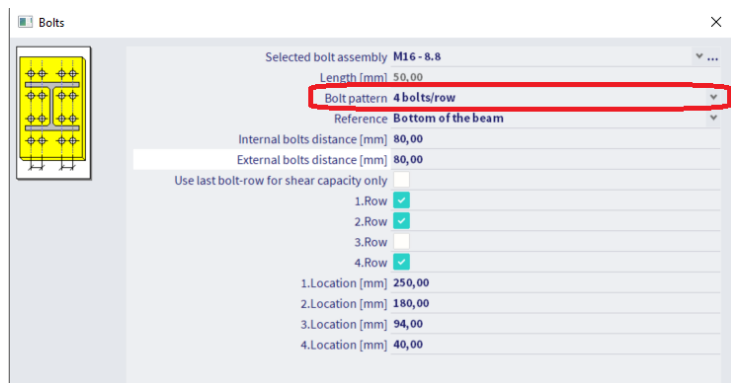 Bolts
Selected bolt assembly M16 - 8.8
Length [mm] 50,00
Bolt pattern 4 bolts/row
Reference Bottom of the beam
Internal bolts distance [mm] 80,00
External bolts distance [mm] 80,00
Use last bolt-row for shear capacity only
1.Row
2.Row
3.Row
4.Row
1.Location [mm] 250,00
2.Location [mm] 180,00
3.Location [mm] 94,00
4.Location [mm] 40,00